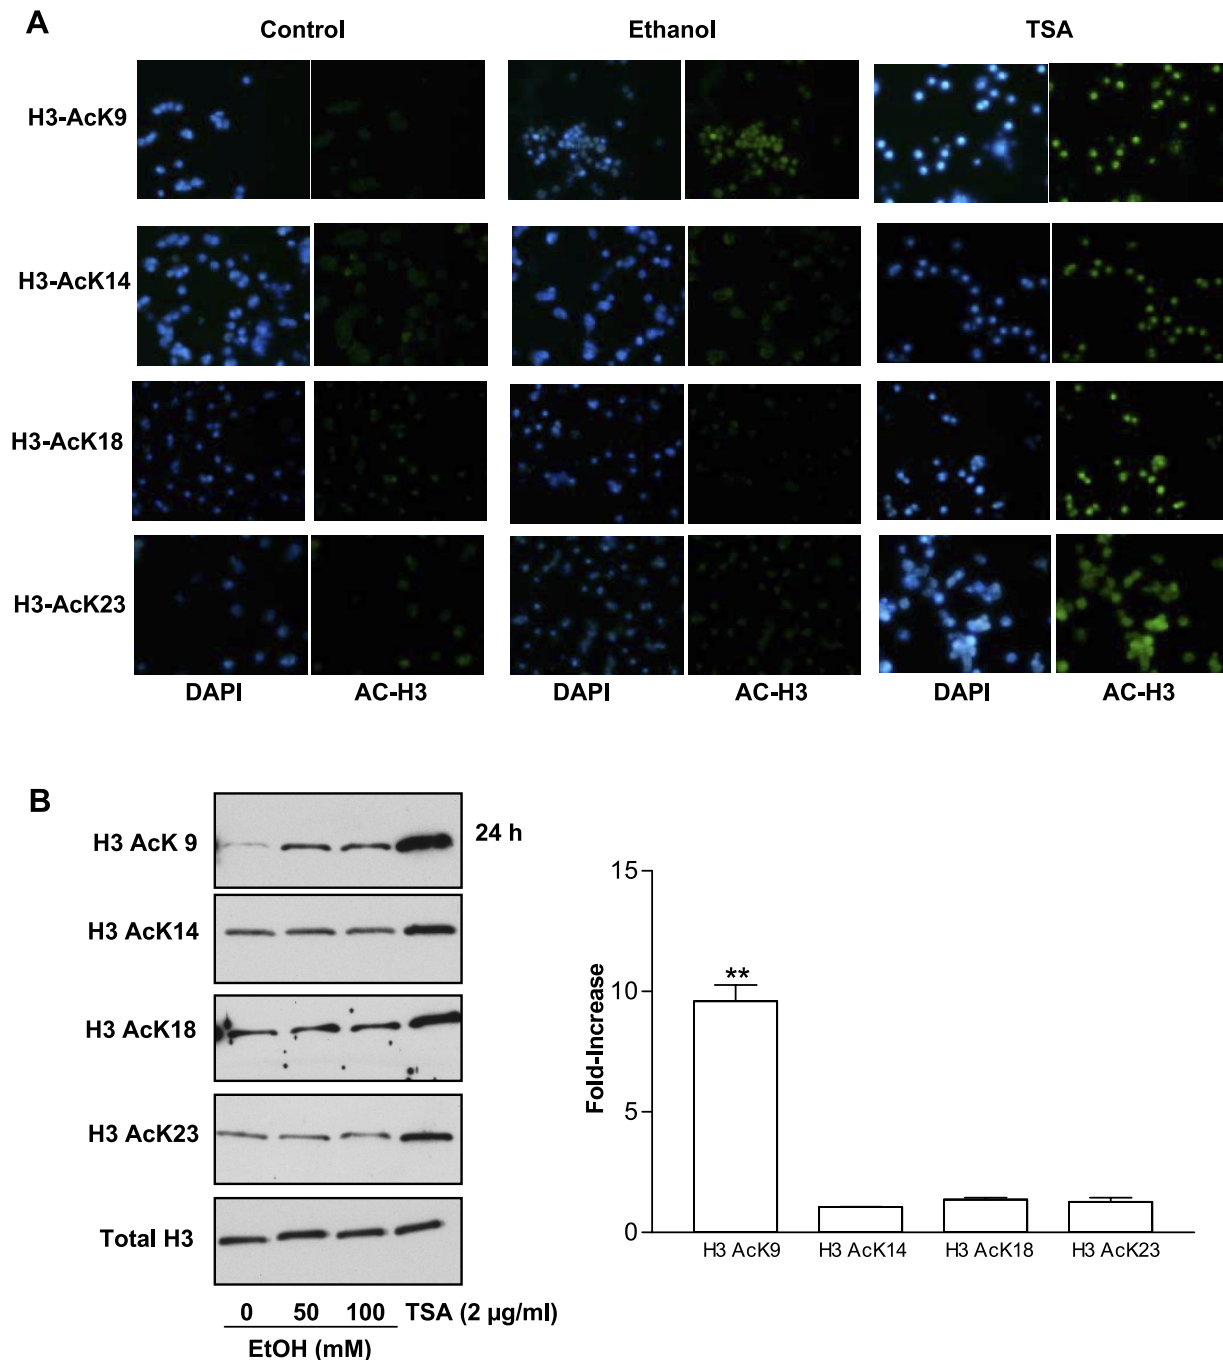 A
Control Ethanol TSA
H3-AcK9
H3-AcK14
H3-AcK18
H3-AcK23
DAPI AC-H3 DAPI AC-H3 DAPI AC-H3
B
H3 AcK 9
24 h
H3 AcK14
H3 AcK18
H3 AcK23
Total H3
0 50 100 TSA (2 µg/ml)
EtOH (mM)
Fold-Increase
15
10
5
0
**
H3 AcK9 H3 AcK14 H3 AcK18 H3 AcK23